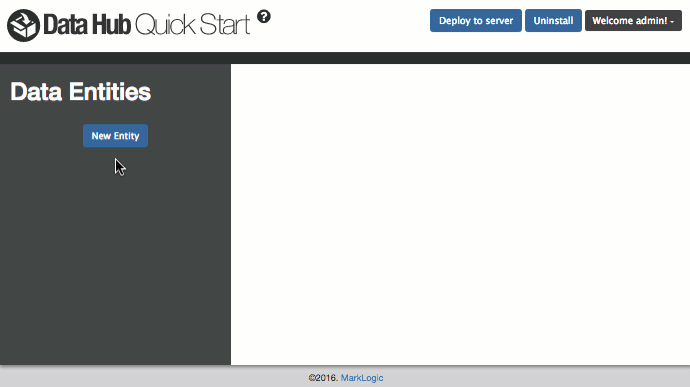 Data Hub Quick Start ?
Deploy to server Uninstall Welcome admin! -
Data Entities
New Entity
©2016. MarkLogic